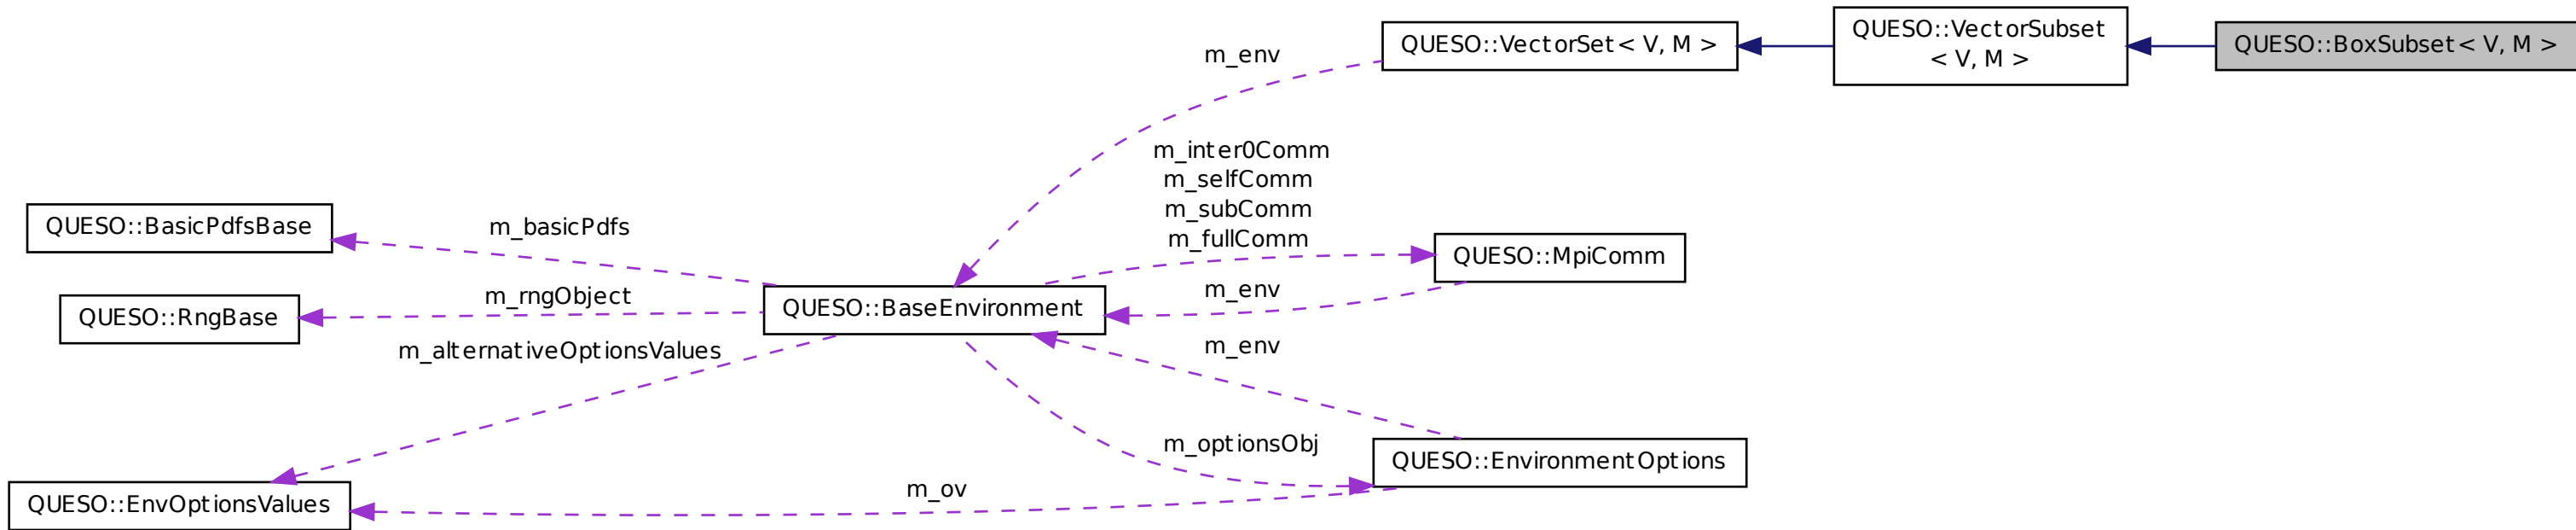 QUESO::VectorSubset
< V, M >
QUESO::VectorSet< V, M >
QUESO::BoxSubset< V, M >
m_env
m_inter0Comm
m_selfComm
m_subComm
m_fullComm
QUESO::BasicPdfsBase
m_basicPdfs
QUESO::MpiComm
m_env
m_rngObject
QUESO::BaseEnvironment
QUESO::RngBase
m_alternativeOptionsValues
m_env
m_optionsObj
QUESO::EnvironmentOptions
m_ov
QUESO::EnvOptionsValues